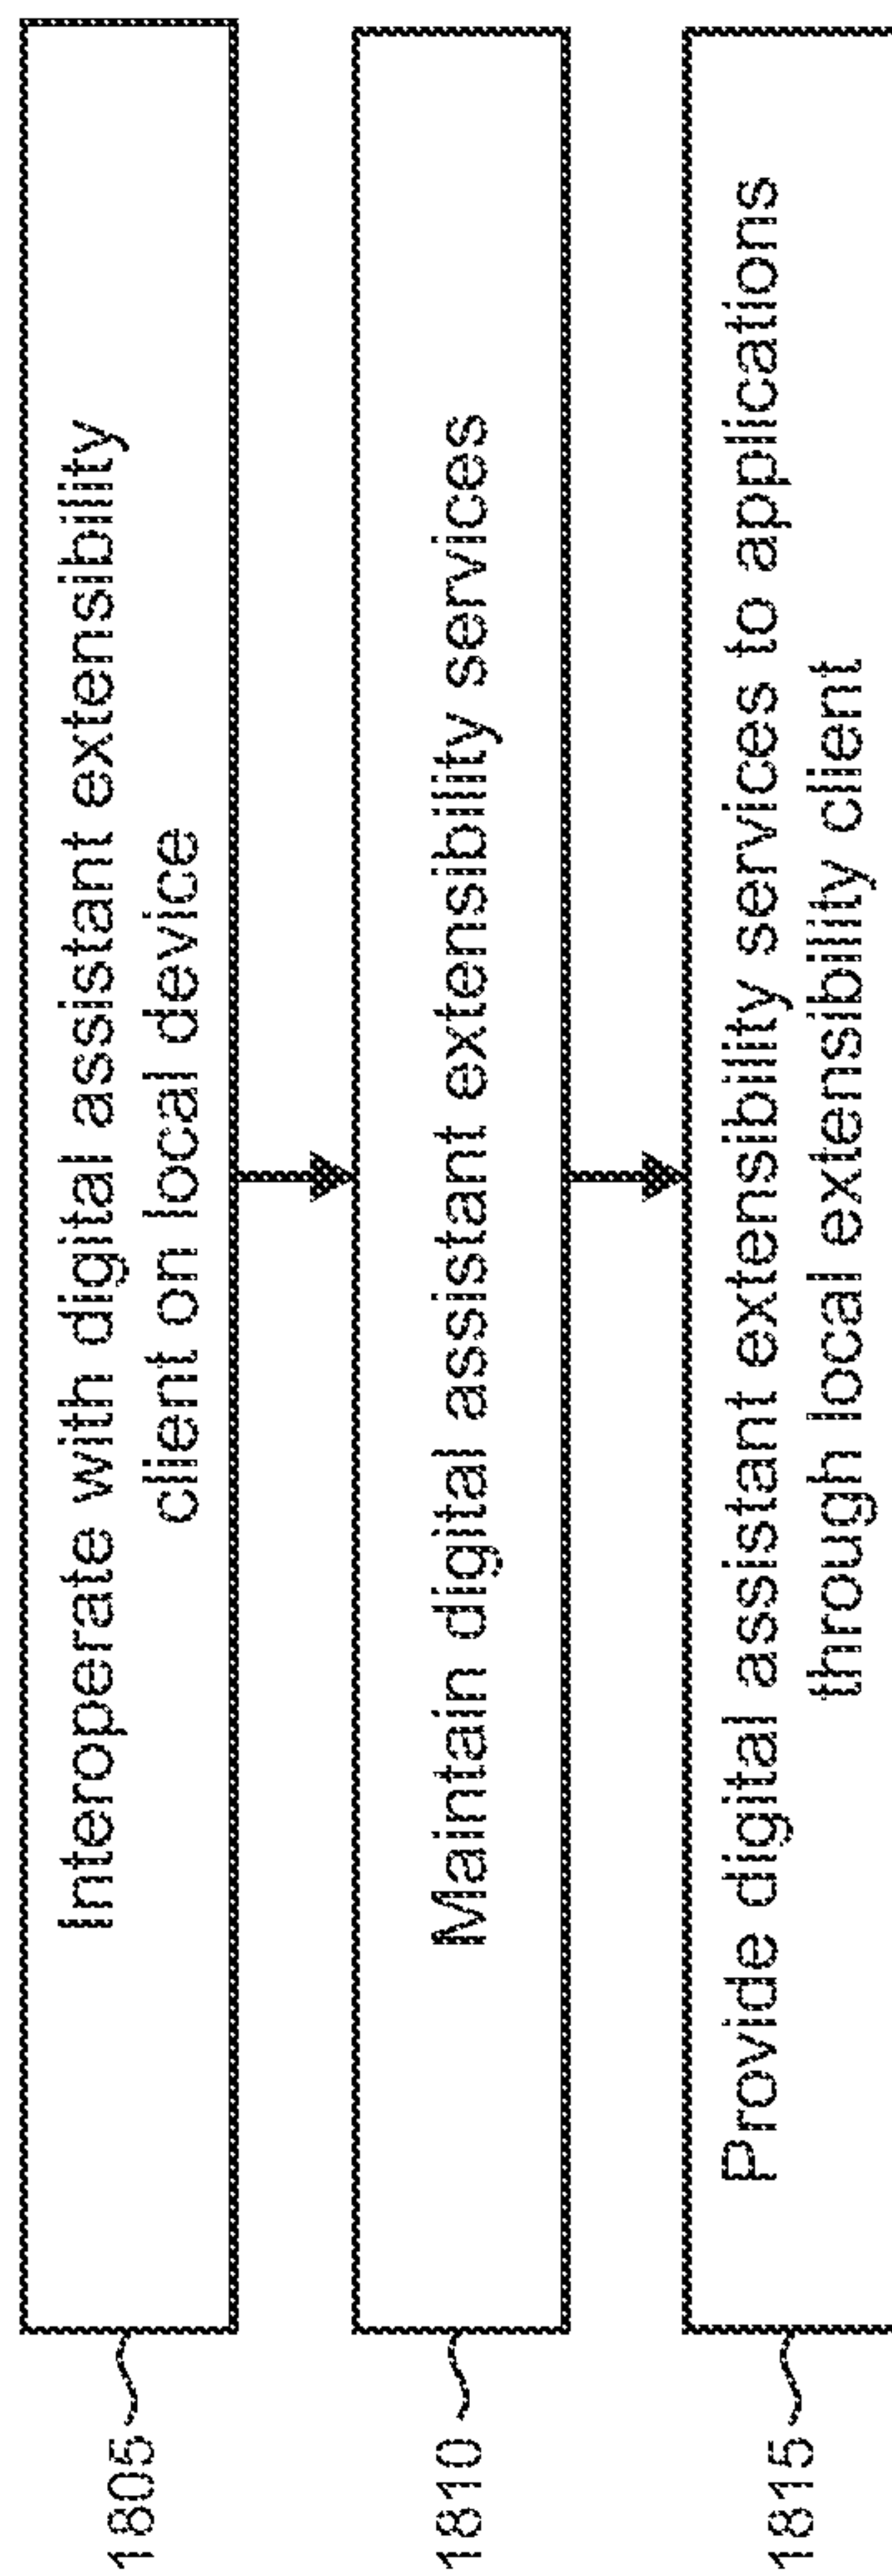 1805
Interoperate with digital assistant extensibility
client on local device
1810
Maintain digital assistant extensibility services
1815
Provide digital assistant extensibility services to applications
through local extensibility client